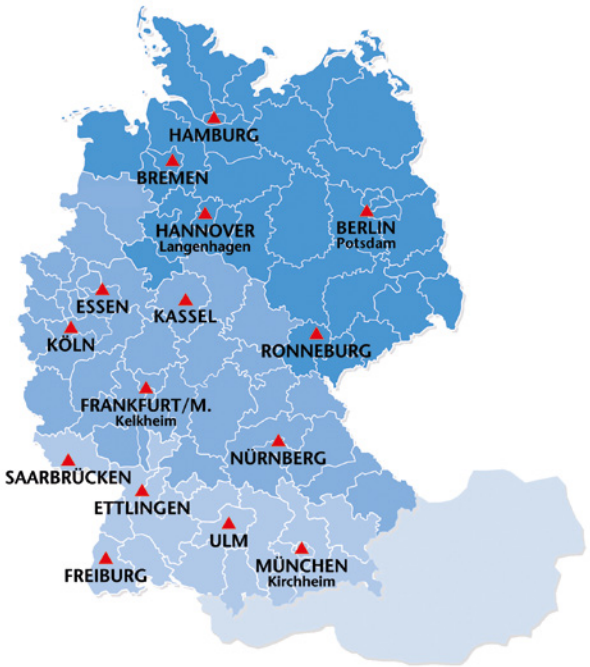 HAMBURG
BREMEN
HANNOVER
Langenhagen
BERLIN
Potsdam
ESSEN
KASSEL
KÖLN
RONNEBURG
FRANKFURT/M.
Kelkheim
NÜRNBERG
SAARBRÜCKEN
ETTLINGEN
ULM
MÜNCHEN
Kirchheim
FREIBURG